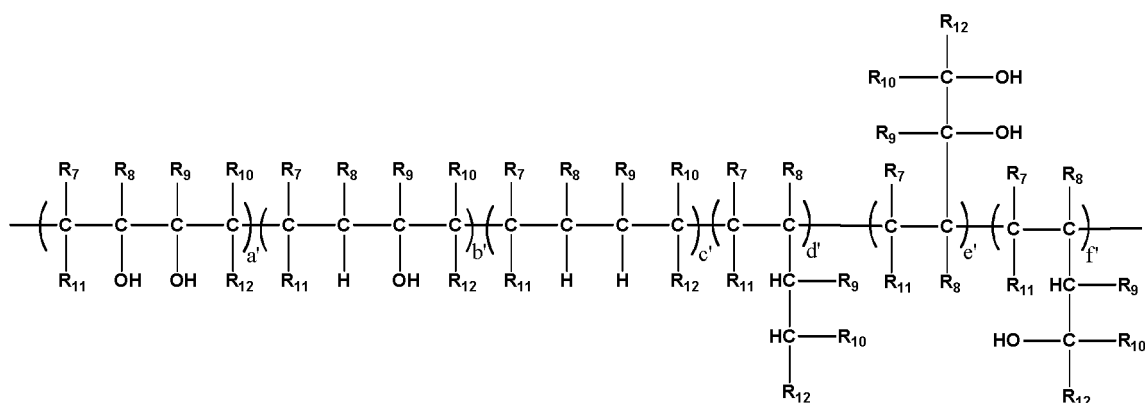 R12
R10 C OH
R9 C OH
R7 R8 R9 R10 R7 R8 R9 R10 R7 R8 R9 R10 R7 R8 R7 R7 R8
( C C C C )a' ( C C C C )b' ( C C C C )c' ( C C )d' ( C C )e' ( C C )f'
R11 OH OH R12 R11 H OH R12 R11 H H R12 R11 HC R9 R11 R8 R11 HC R9
HC R10 HO C R10
R12 R12